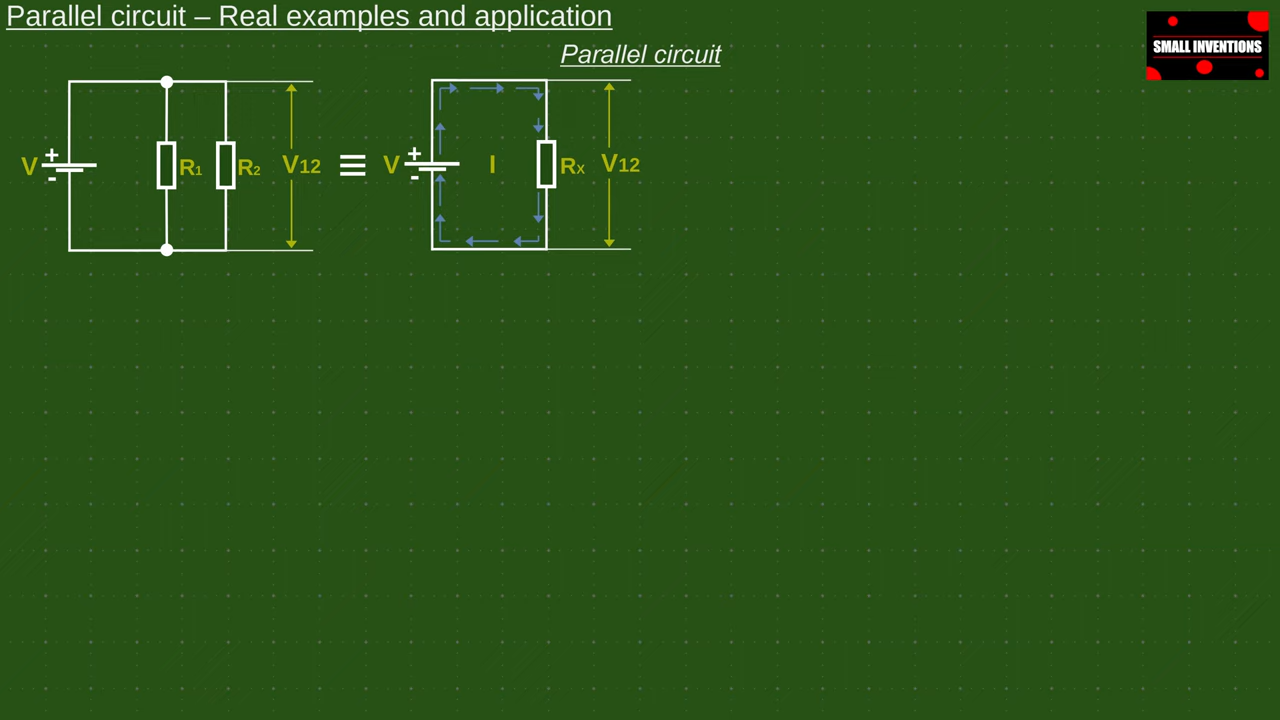 Parallel circuit – Real examples and application
SMALL INVENTIONS
Parallel circuit
V + - R1 R2 V12 ≡ V + - I RX V12